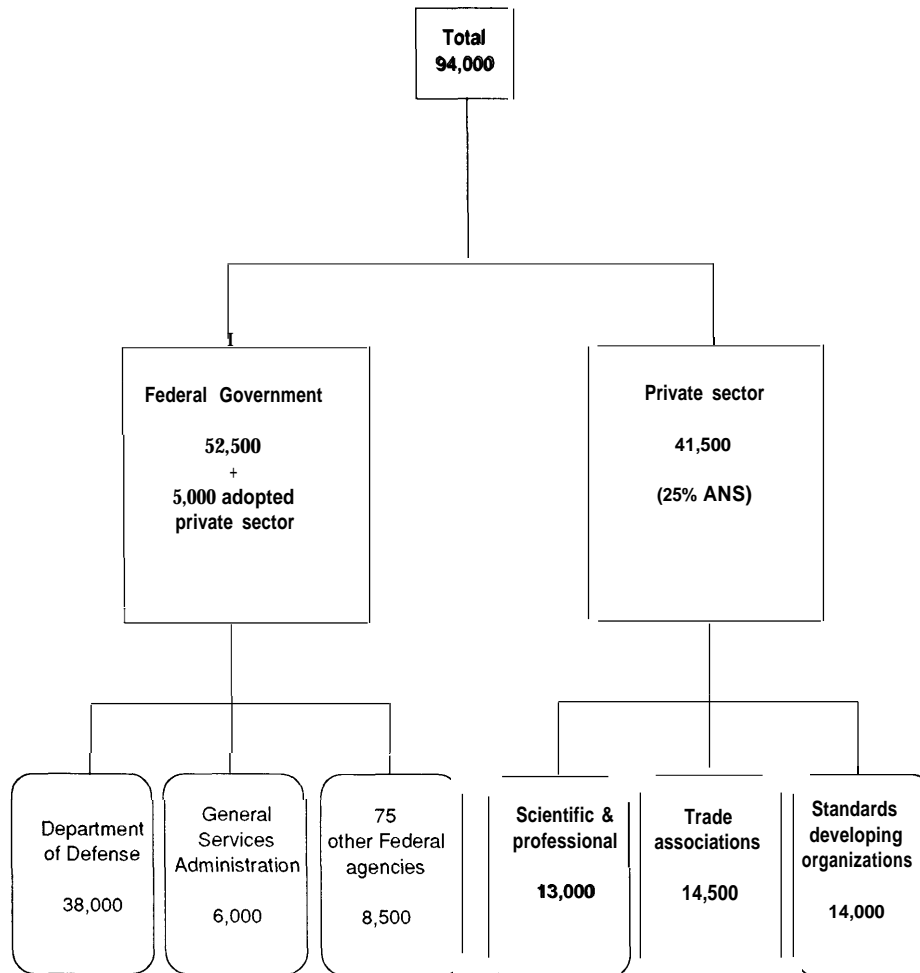 Total
94,000
Federal Government
52,500
+
5,000 adopted
private sector
Private sector
41,500
(25% ANS)
Department
of Defense
38,000
General
Services
Administration
6,000
75
other Federal
agencies
8,500
Scientific &
professional
13,000
Trade
associations
14,500
Standards
developing
organizations
14,000